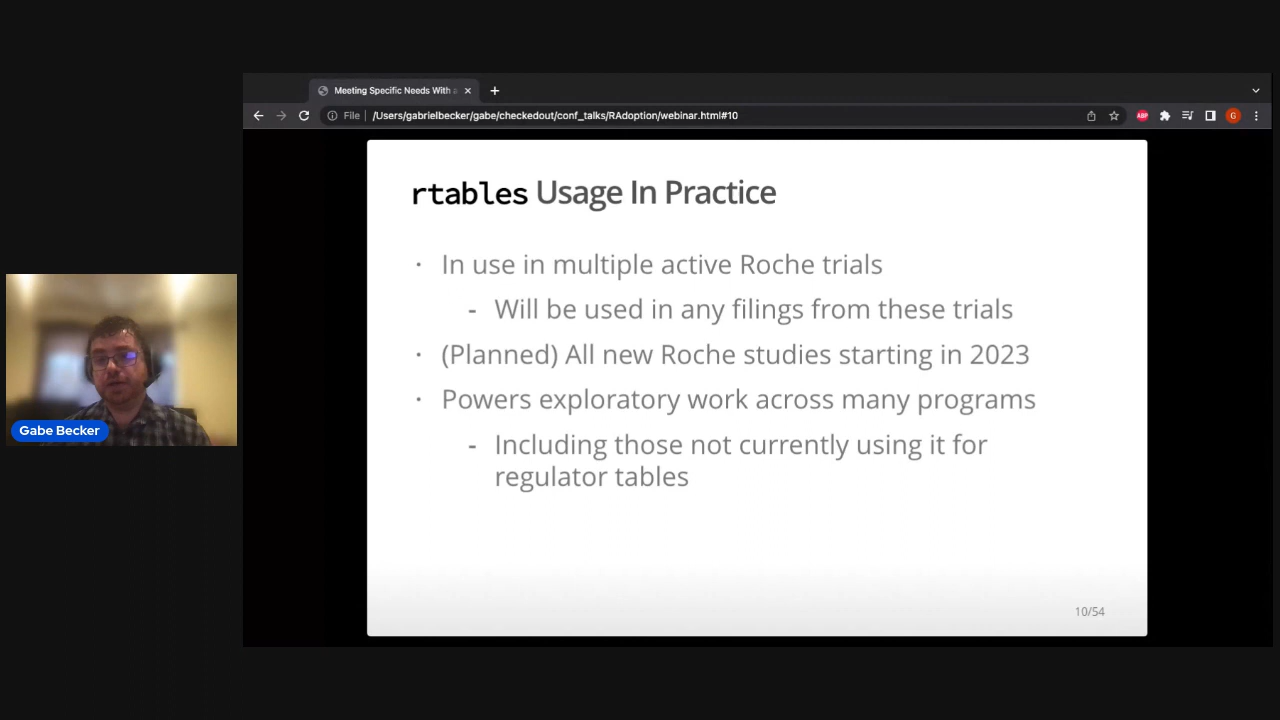 Meeting Specific Needs With a
File
/Users/gabrielbecker/gabe/checkedout/conf_talks/RAdoption/webinar.html#10
ABP
G
rtables Usage In Practice
· In use in multiple active Roche trials
- Will be used in any filings from these trials
· (Planned) All new Roche studies starting in 2023
· Powers exploratory work across many programs
- Including those not currently using it for
regulator tables
10/54
Gabe Becker